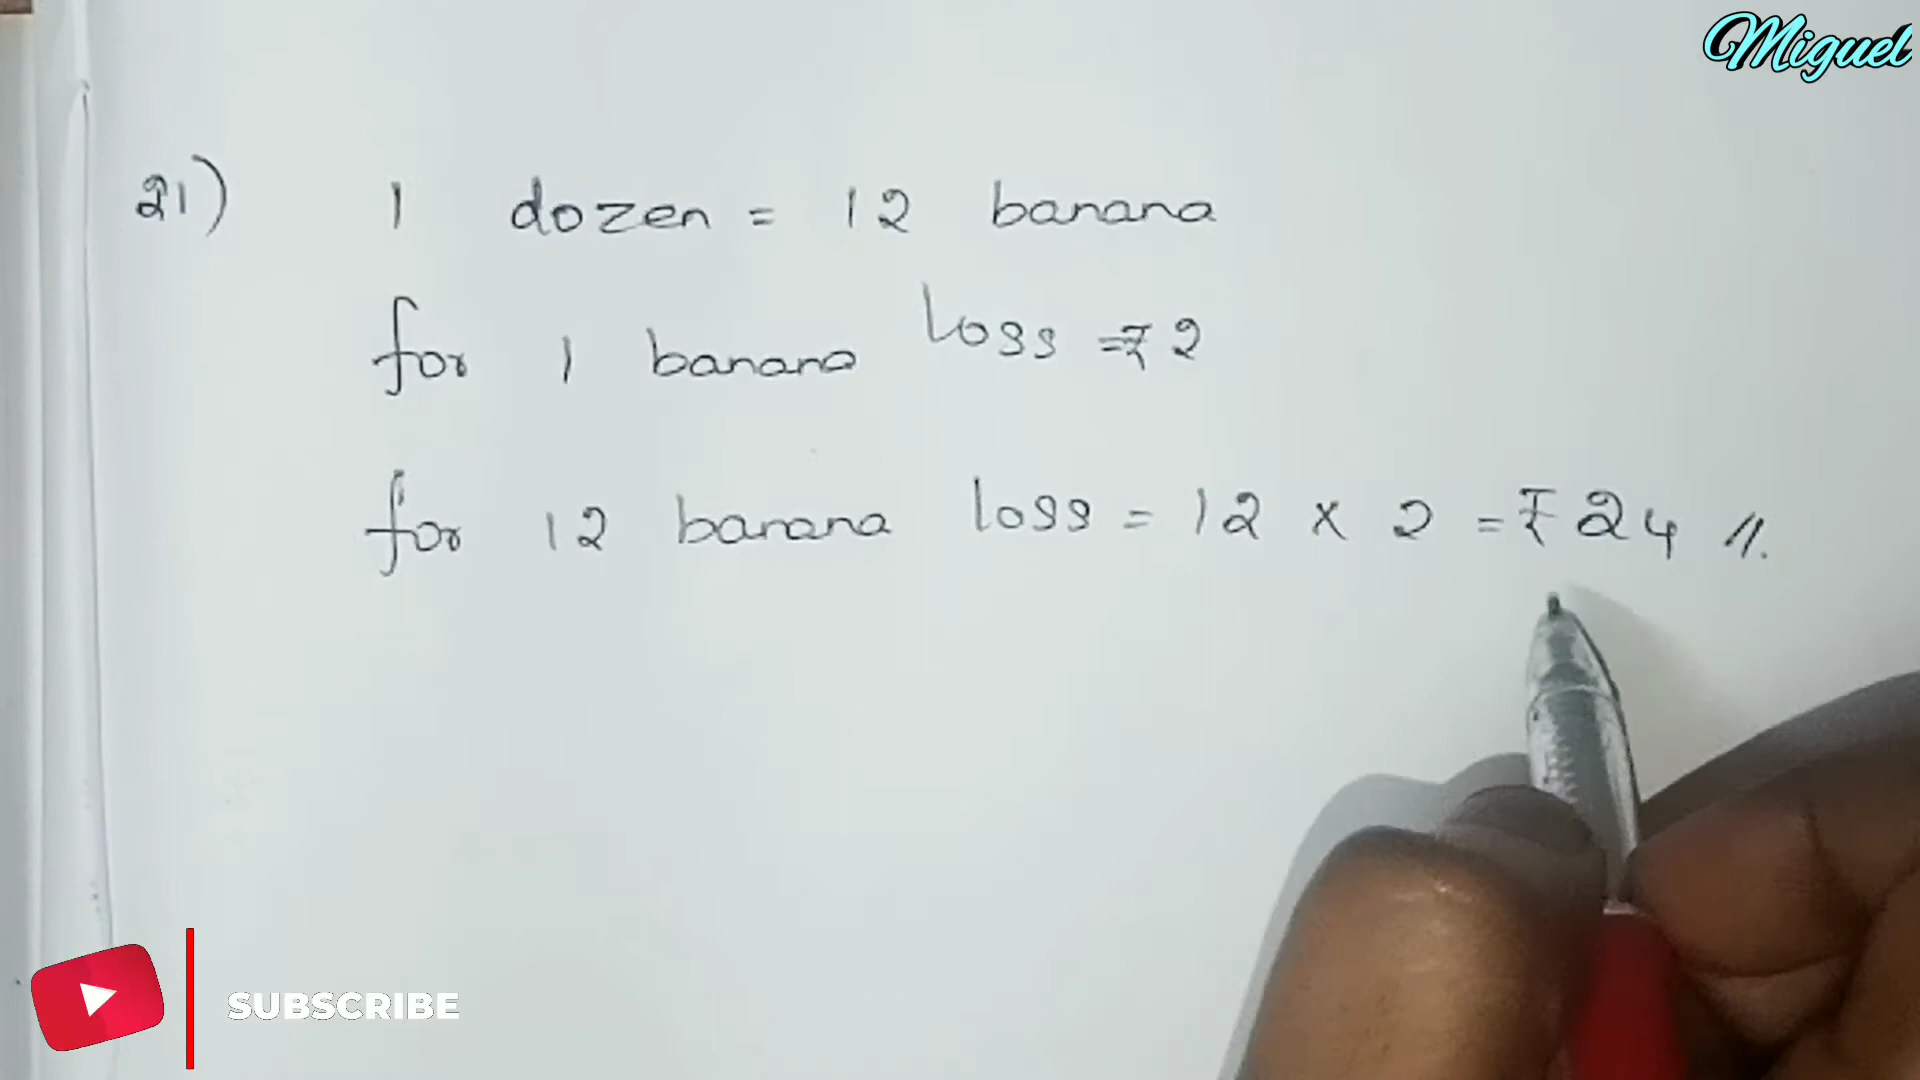 Miguel
21) 1 dozen = 12 banana
for 1 banana loss = ₹ 2
for 12 banana loss = 12 x 2 = ₹ 24 //.
SUBSCRIBE